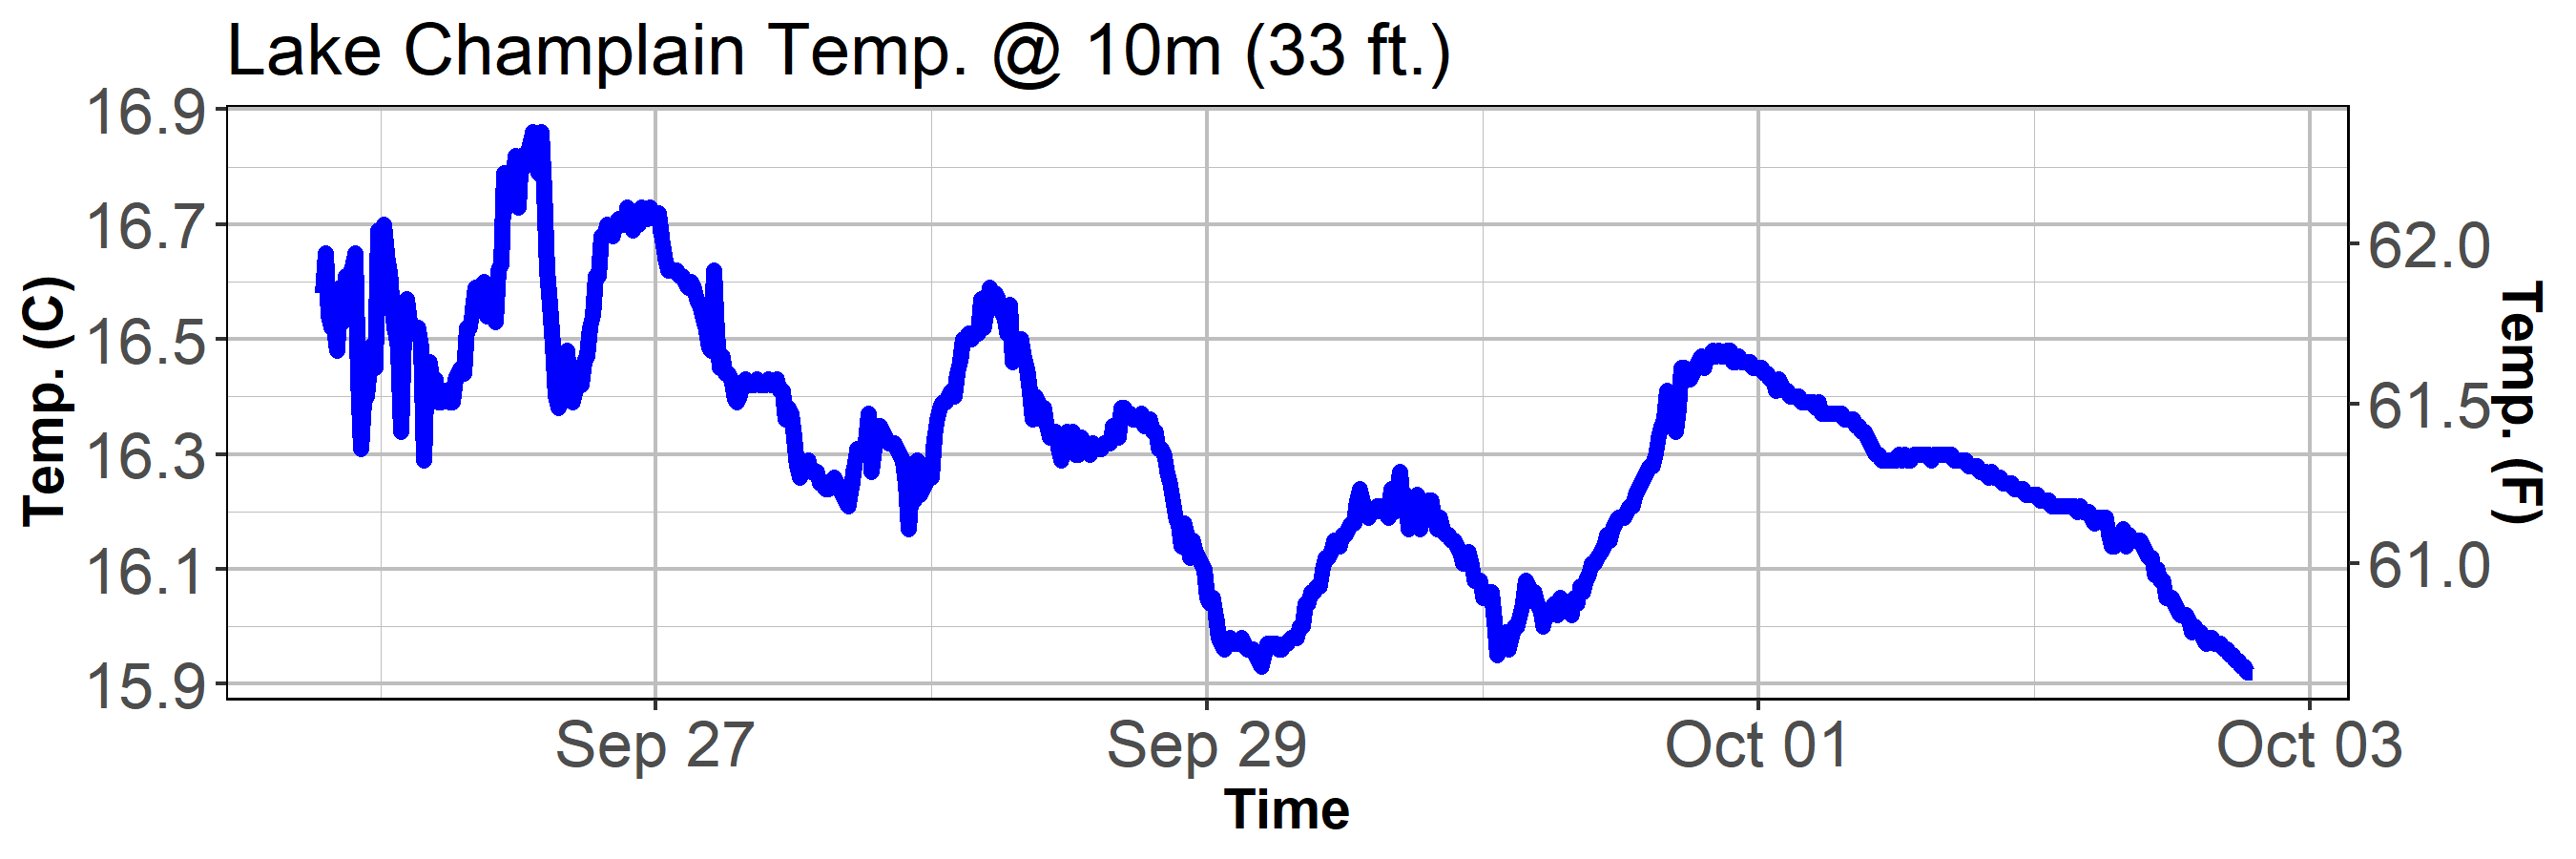 Lake Champlain Temp. @ 10m (33 ft.)
Temp. (C)
16.9
16.7
16.5
16.3
16.1
15.9
62.0
61.5
61.0
Temp. (F)
Sep 27
Sep 29
Oct 01
Oct 03
Time